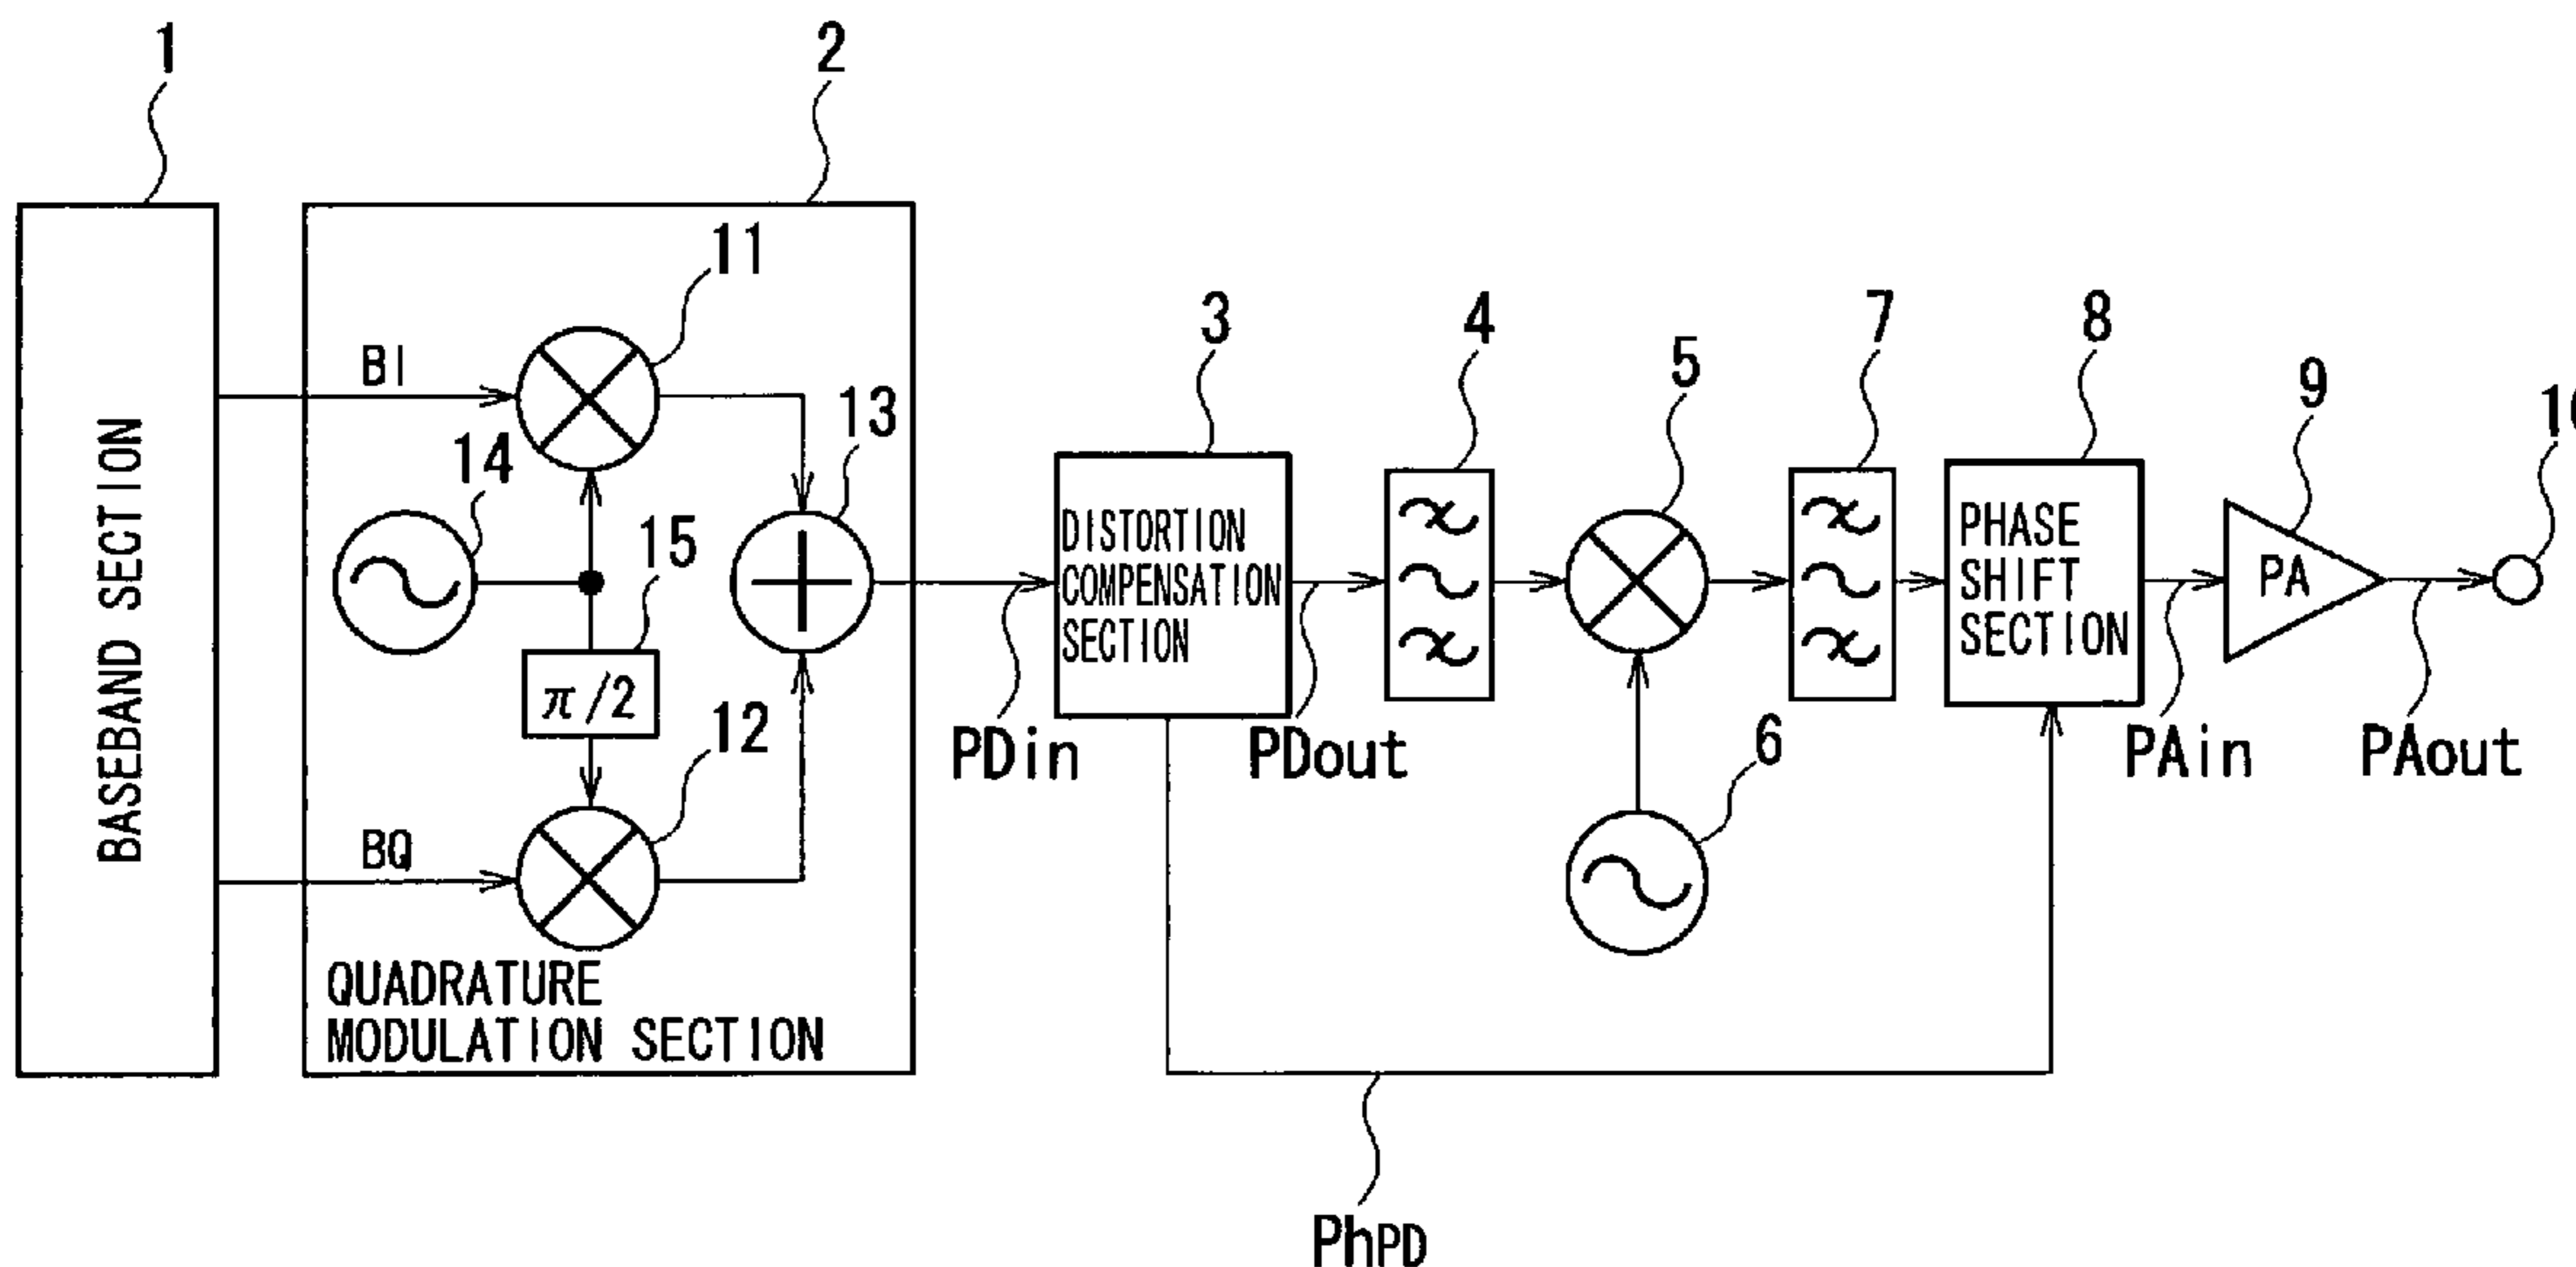 1
2
BASEBAND SECTION
BI
BQ
11
14
15
π/2
12
13
QUADRATURE
MODULATION SECTION
PDin
3
DISTORTION
COMPENSATION
SECTION
PDout
4
5
6
7
8
PHASE
SHIFT
SECTION
PhPD
PAin
9
PA
PAout